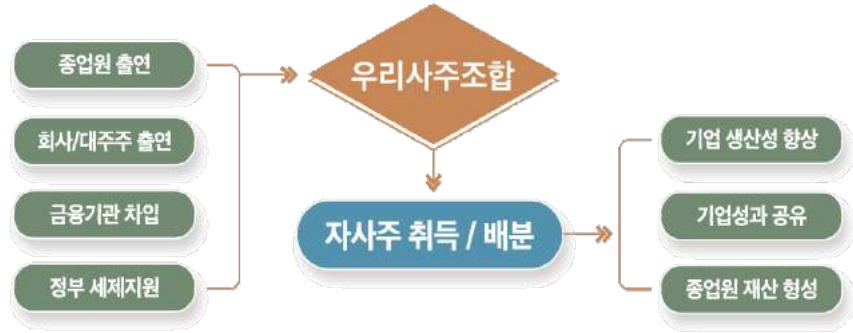 종업원 출연
회사/대주주 출연
금융기관 차입
정부 세제지원
우리사주조합
자사주 취득 / 배분
기업 생산성 향상
기업성과 공유
종업원 재산 형성